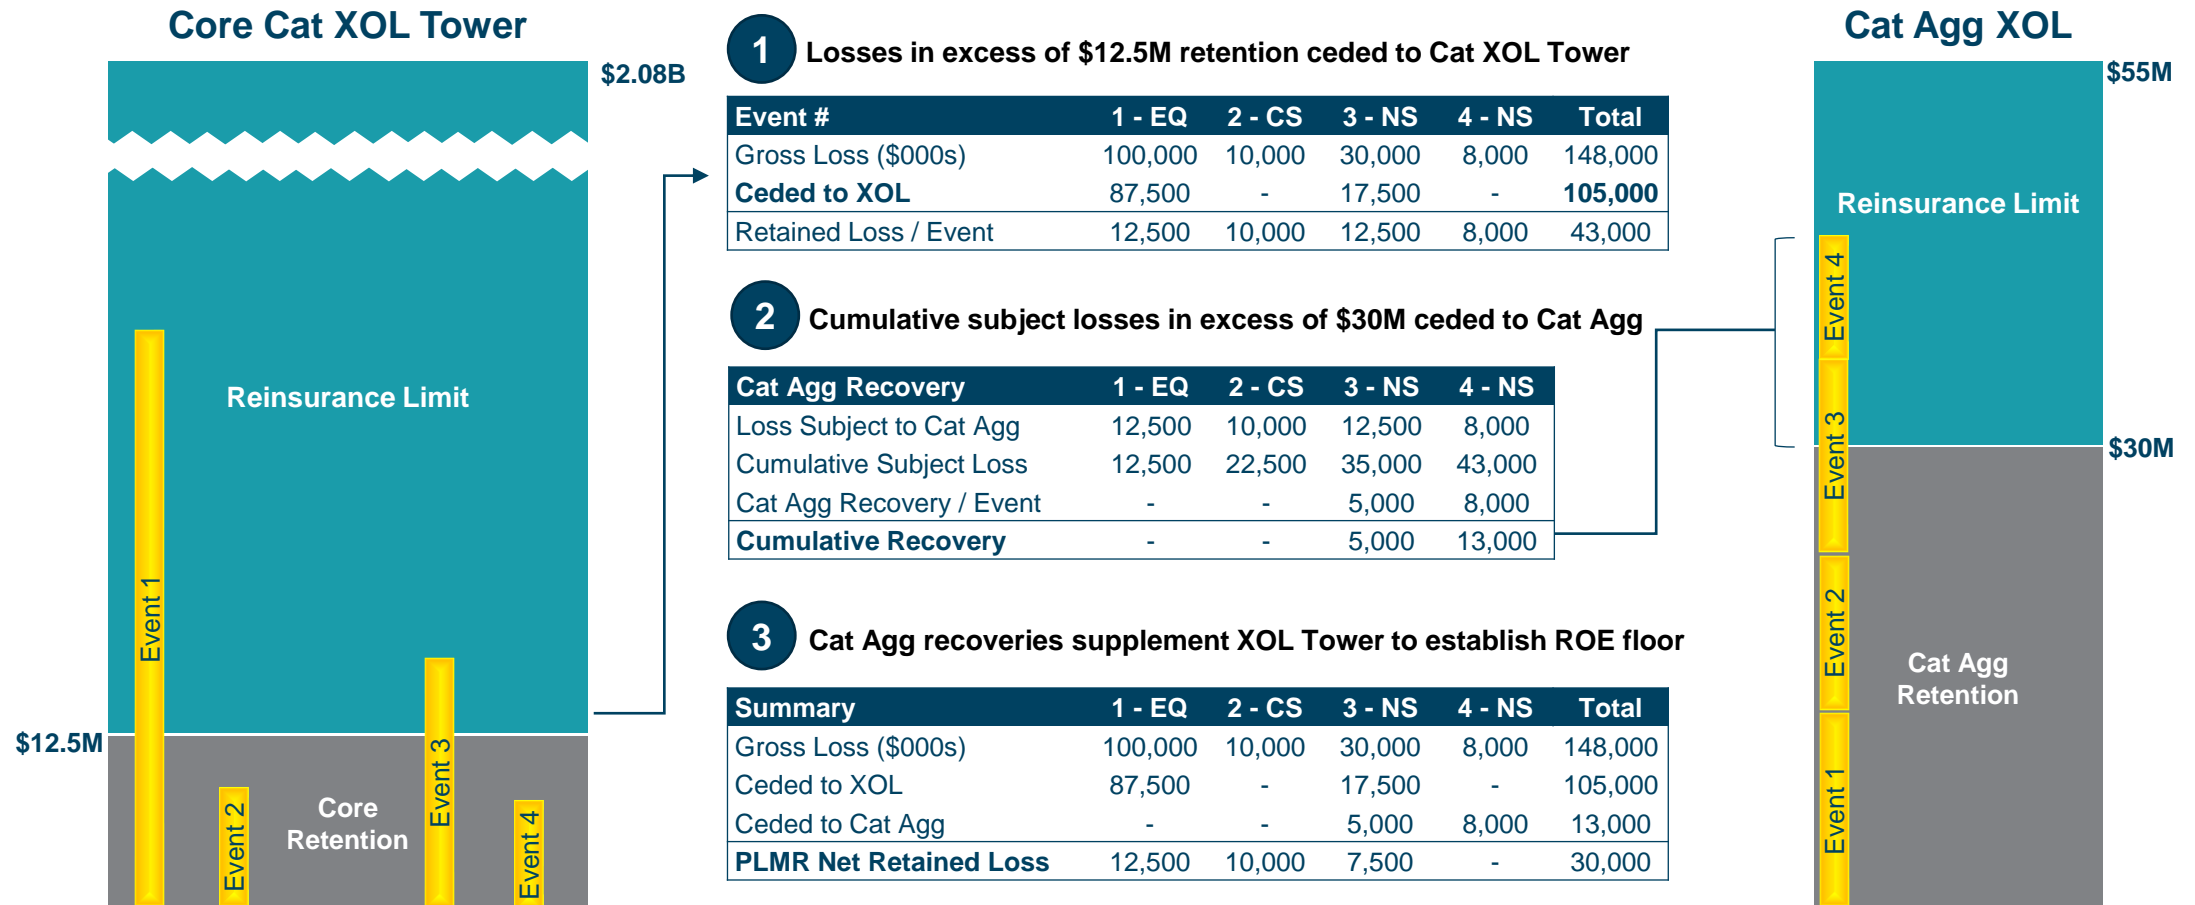 Core Cat XOL Tower
$2.08B
Reinsurance Limit
$12.5M
Core
Retention
Event 1
Event 2
Event 3
Event 4
1
Losses in excess of $12.5M retention ceded to Cat XOL Tower
Event # 1 - EQ 2 - CS 3 - NS 4 - NS Total
Gross Loss ($000s) 100,000 10,000 30,000 8,000 148,000
Ceded to XOL 87,500 - 17,500 - 105,000
Retained Loss / Event 12,500 10,000 12,500 8,000 43,000
2
Cumulative subject losses in excess of $30M ceded to Cat Agg
Cat Agg Recovery 1 - EQ 2 - CS 3 - NS 4 - NS
Loss Subject to Cat Agg 12,500 10,000 12,500 8,000
Cumulative Subject Loss 12,500 22,500 35,000 43,000
Cat Agg Recovery / Event - - 5,000 8,000
Cumulative Recovery - - 5,000 13,000
3
Cat Agg recoveries supplement XOL Tower to establish ROE floor
Summary 1 - EQ 2 - CS 3 - NS 4 - NS Total
Gross Loss ($000s) 100,000 10,000 30,000 8,000 148,000
Ceded to XOL 87,500 - 17,500 - 105,000
Ceded to Cat Agg - - 5,000 8,000 13,000
PLMR Net Retained Loss 12,500 10,000 7,500 - 30,000
Cat Agg XOL
$55M
Reinsurance Limit
Event 4
Event 3
$30M
Event 2
Cat Agg
Retention
Event 1